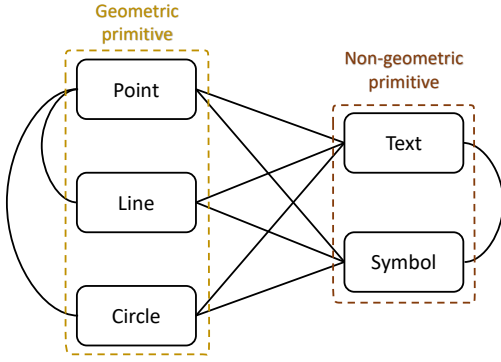 Geometric
primitive
Non-geometric
primitive
Point
Text
Line
Symbol
Circle